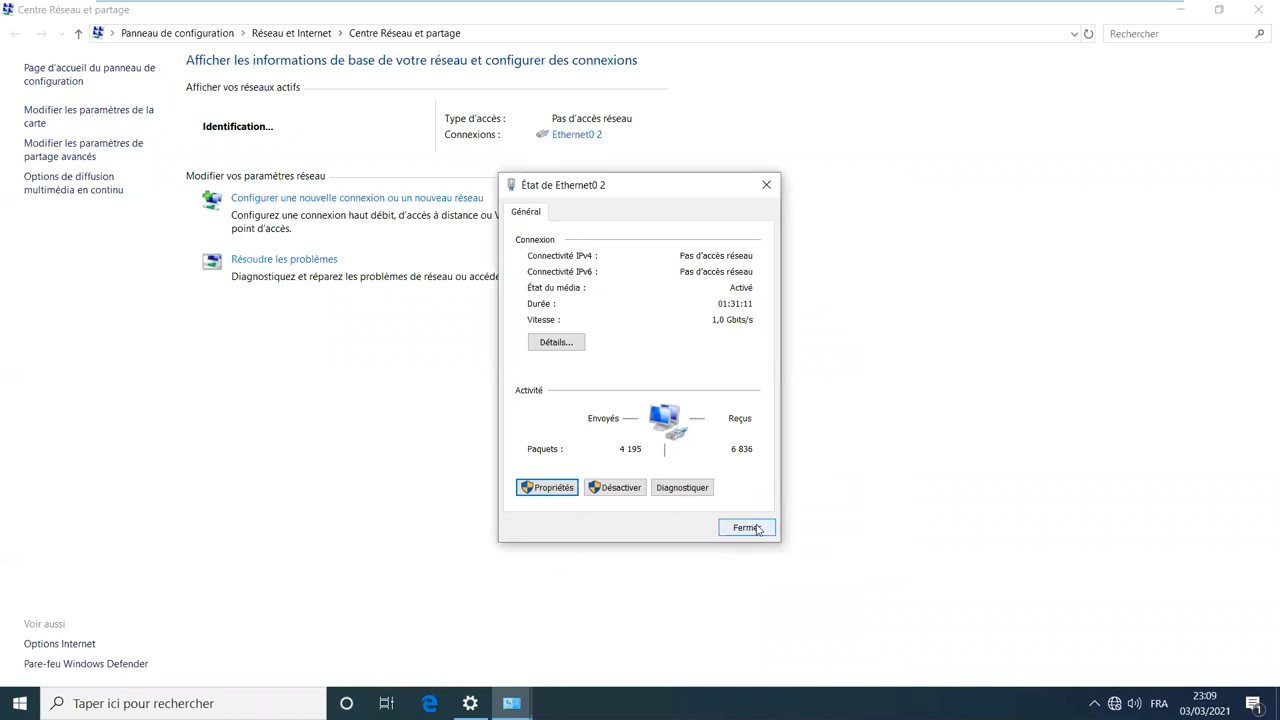 Centre Réseau et partage
Panneau de configuration
Réseau et Internet
Centre Réseau et partage
Rechercher
Page d'accueil du panneau de
configuration
Modifier les paramètres de la
carte
Modifier les paramètres de
partage avancés
Options de diffusion
multimédia en continu
Afficher les informations de base de votre réseau et configurer des connexions
Afficher vos réseaux actifs
Identification...
Type d'accès : Pas d'accès réseau
Connexions : Ethernet0 2
Modifier vos paramètres réseau
Configurer une nouvelle connexion ou un nouveau réseau
Configurez une connexion haut débit, d'accès à distance ou
point d'accès.
Résoudre les problèmes
Diagnostiquez et réparez les problèmes de réseau ou
État de Ethernet0 2
Général
Connexion
Connectivité IPv4 : Pas d'accès réseau
Connectivité IPv6 : Pas d'accès réseau
État du média : Activé
Durée : 01:31:11
Vitesse : 1,0 Gbits/s
Détails...
Activité
Envoyés — — Reçus
Paquets : 4 195 6 836
Propriétés Désactiver Diagnostiquer
Fermer
Voir aussi
Options Internet
Pare-feu Windows Defender
Taper ici pour rechercher
FRA
23:09
03/03/2021
1